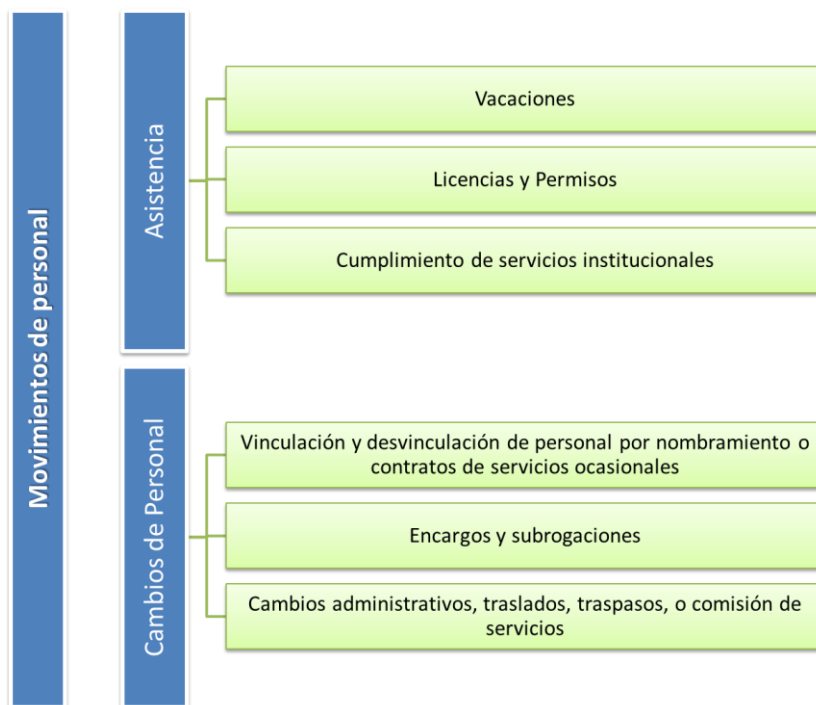 Movimientos de personal
Asistencia
Vacaciones
Licencias y Permisos
Cumplimiento de servicios institucionales
Cambios de Personal
Vinculación y desvinculación de personal por nombramiento o
contratos de servicios ocasionales
Encargos y subrogaciones
Cambios administrativos, traslados, traspasos, o comisión de
servicios